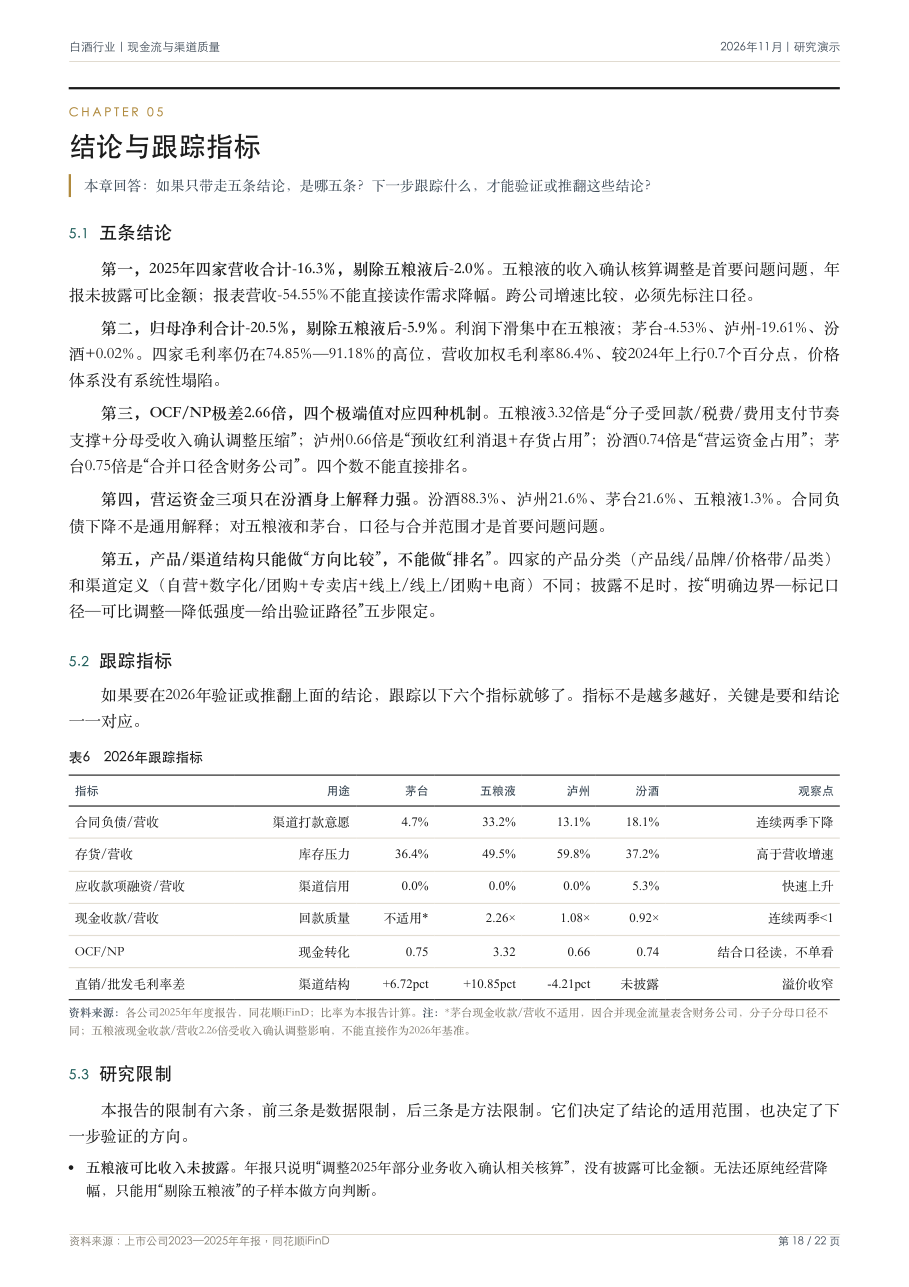 白酒行业丨现金流与渠道质量
2026年11月丨研究演示
CHAPTER 05
结论与跟踪指标
本章回答：如果只带走五条结论，是哪五条？下一步跟踪什么，才能验证或推翻这些结论？
5.1 五条结论
第一，2025年四家营收合计-16.3%，剔除五粮液后-2.0%。五粮液的收入确认核算调整是首要问题问题，年
报未披露可比金额；报表营收-54.55%不能直接读作需求降幅。跨公司增速比较，必须先标注口径。
第二，归母净利合计-20.5%，剔除五粮液后-5.9%。利润下滑集中在五粮液；茅台-4.53%、泸州-19.61%、汾
酒+0.02%。四家毛利率仍在74.85%—91.18%的高位，营收加权毛利率86.4%、较2024年上行0.7个百分点，价格
体系没有系统性塌陷。
第三，OCF/NP极差2.66倍，四个极端值对应四种机制。五粮液3.32倍是“分子受回款/税费/费用支付节奏
支撑+分母受收入确认调整压缩”；泸州0.66倍是“预收红利消退+存货占用”；汾酒0.74倍是“营运资金占用”；茅
台0.75倍是“合并口径含财务公司”。四个数不能直接排名。
第四，营运资金三项只在汾酒身上解释力强。汾酒88.3%、泸州21.6%、茅台21.6%、五粮液1.3%。合同负
债下降不是通用解释；对五粮液和茅台，口径与合并范围才是首要问题问题。
第五，产品/渠道结构只能做“方向比较”，不能做“排名”。四家的产品分类（产品线/品牌/价格带/品类）
和渠道定义（自营+数字化/团购+专卖店+线上/线上/团购+电商）不同；披露不足时，按“明确边界—标记口
径—可比调整—降低强度—给出验证路径”五步限定。
5.2 跟踪指标
如果要在2026年验证或推翻上面的结论，跟踪以下六个指标就够了。指标不是越多越好，关键是要和结论
一一对应。
表6 2026年跟踪指标
指标 用途 茅台 五粮液 泸州 汾酒 观察点
合同负债/营收 渠道打款意愿 4.7% 33.2% 13.1% 18.1% 连续两季下降
存货/营收 库存压力 36.4% 49.5% 59.8% 37.2% 高于营收增速
应收款项融资/营收 渠道信用 0.0% 0.0% 0.0% 5.3% 快速上升
现金收款/营收 回款质量 不适用* 2.26× 1.08× 0.92× 连续两季<1
OCF/NP 现金转化 0.75 3.32 0.66 0.74 结合口径读，不单看
直销/批发毛利率差 渠道结构 +6.72pct +10.85pct -4.21pct 未披露 溢价收窄
资料来源：各公司2025年年度报告，同花顺iFinD；比率为本报告计算。注：*茅台现金收款/营收不适用，因合并现金流量表含财务公司，分子分母口径不
同；五粮液现金收款/营收2.26倍受收入确认调整影响，不能直接作为2026年基准。
5.3 研究限制
本报告的限制有六条，前三条是数据限制，后三条是方法限制。它们决定了结论的适用范围，也决定了下
一步验证的方向。
• 五粮液可比收入未披露。年报只说明“调整2025年部分业务收入确认相关核算”，没有披露可比金额。无法还原纯经营降
幅，只能用“剔除五粮液”的子样本做方向判断。
资料来源：上市公司2023—2025年年报·同花顺iFinD
第 18 / 22 页